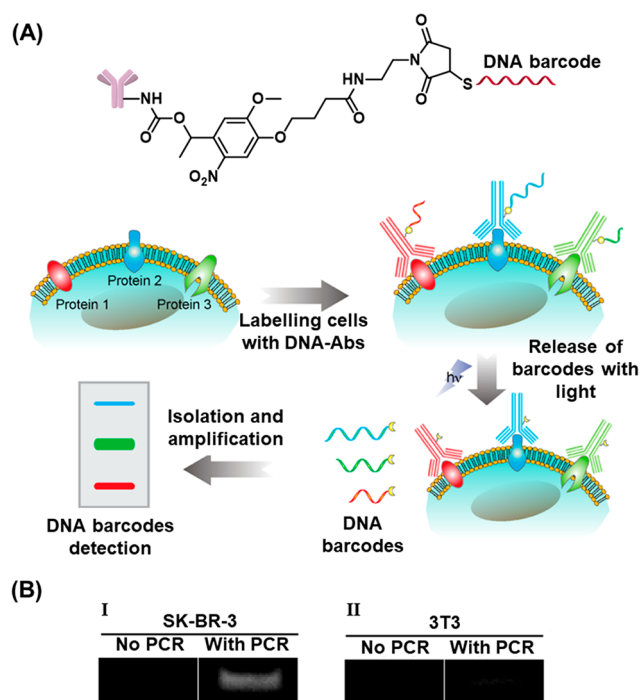 (A)
O
N
O
S
DNA barcode
NH
O
O
O
HN
O
O
O₂N
Protein 1
Protein 2
Protein 3
Labelling cells
with DNA-Abs
Release of
barcodes with
light
hν
Isolation and
amplification
DNA barcodes
detection
DNA
barcodes
(B)
I
SK-BR-3
No PCR With PCR
II
3T3
No PCR With PCR